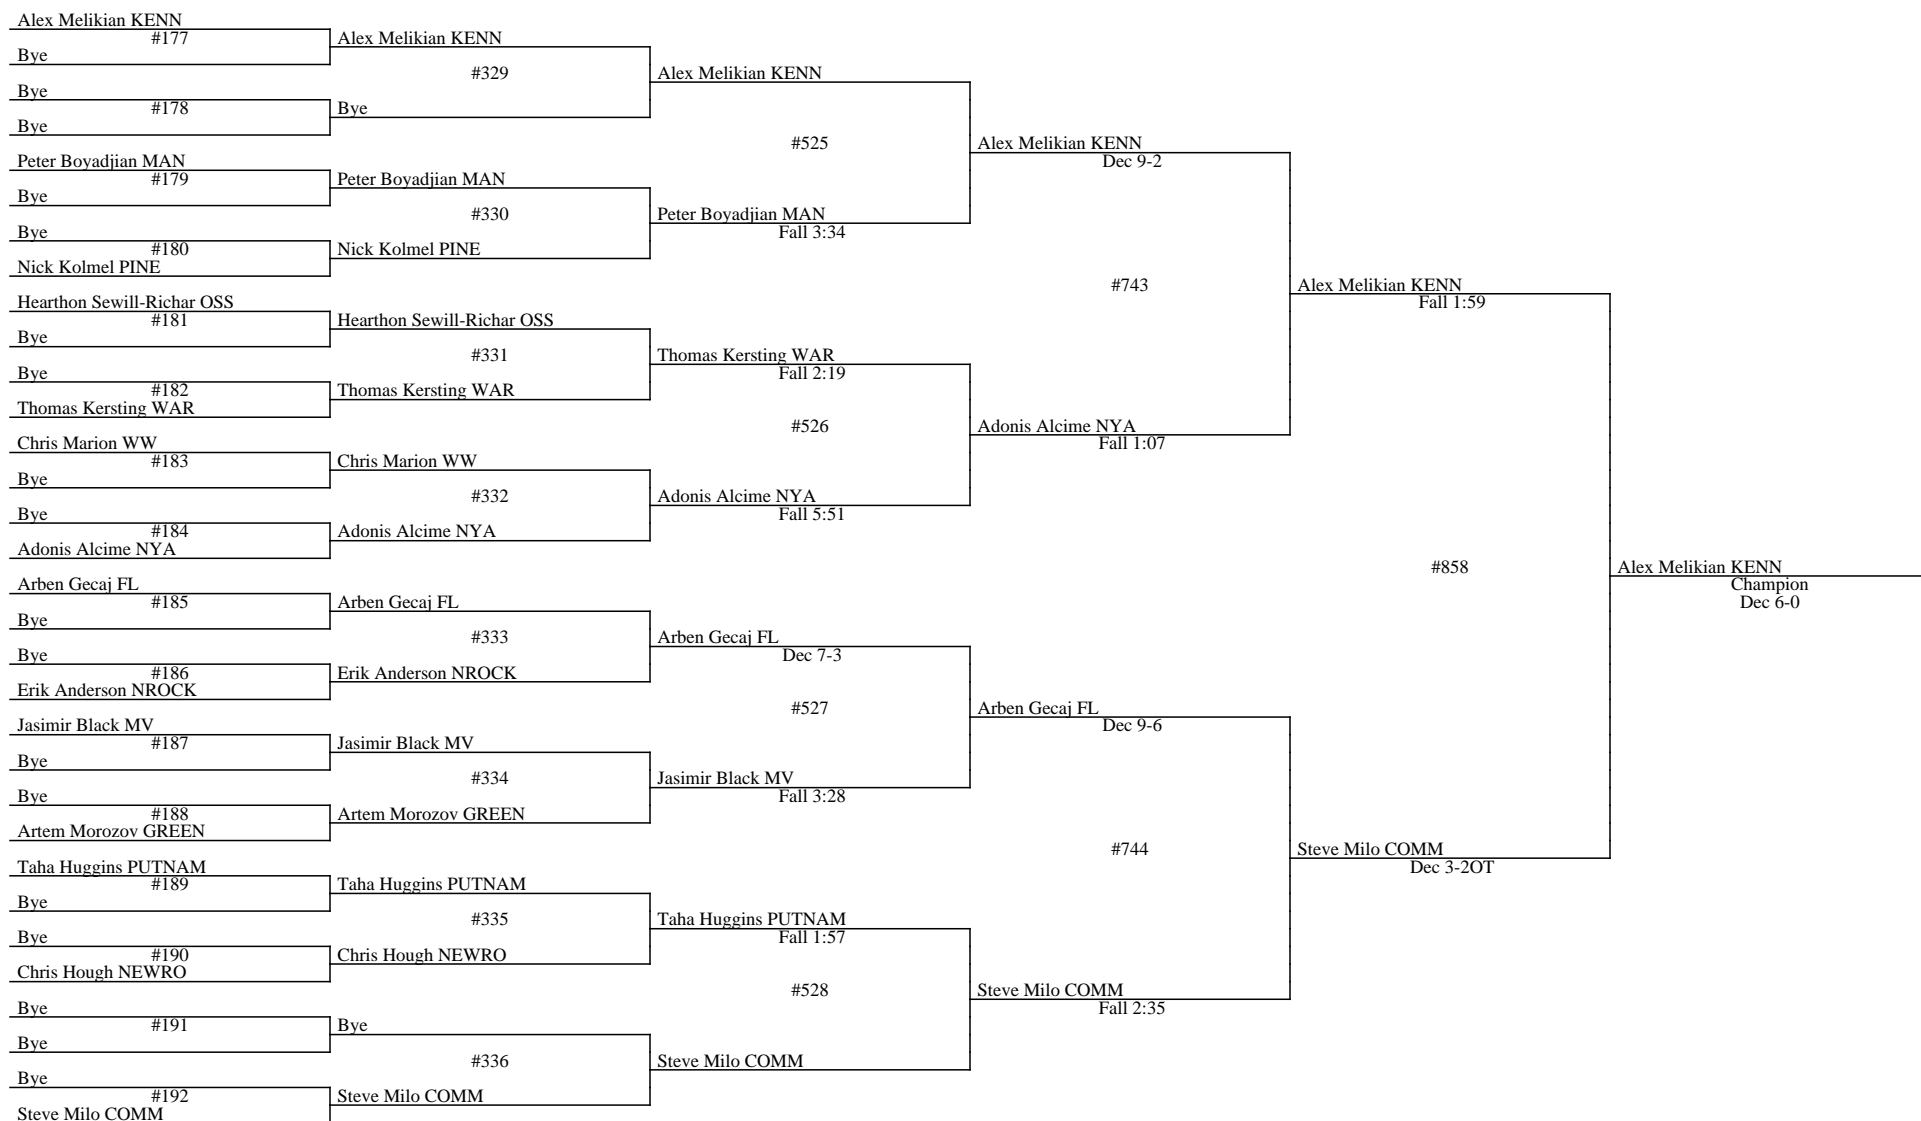 Alex Melikian KENN
#177
Bye
Bye
#178
Bye
Peter Boyadjian MAN
#179
Bye
Bye
#180
Nick Kolmel PINE
Hearthon Sewill-Richar OSS
#181
Bye
Bye
#182
Thomas Kersting WAR
Chris Marion WW
#183
Bye
Bye
#184
Adonis Alcime NYA
Arben Gecaj FL
#185
Bye
Bye
#186
Erik Anderson NROCK
Jasimir Black MV
#187
Bye
Bye
#188
Artem Morozov GREEN
Taha Huggins PUTNAM
#189
Bye
Bye
#190
Chris Hough NEWRO
Bye
#191
Bye
Bye
#192
Steve Milo COMM
Alex Melikian KENN
#329
Bye
Peter Boyadjian MAN
#330
Nick Kolmel PINE
Hearthon Sewill-Richar OSS
#331
Thomas Kersting WAR
Chris Marion WW
#332
Adonis Alcime NYA
Arben Gecaj FL
#333
Erik Anderson NROCK
Jasimir Black MV
#334
Artem Morozov GREEN
Taha Huggins PUTNAM
#335
Chris Hough NEWRO
Bye
#336
Steve Milo COMM
Alex Melikian KENN
#525
Peter Boyadjian MAN
Fall 3:34
Thomas Kersting WAR
Fall 2:19
#526
Adonis Alcime NYA
Fall 5:51
Arben Gecaj FL
Dec 7-3
#527
Jasimir Black MV
Fall 3:28
Taha Huggins PUTNAM
Fall 1:57
#528
Steve Milo COMM
Alex Melikian KENN
Dec 9-2
#743
Adonis Alcime NYA
Fall 1:07
Arben Gecaj FL
Dec 9-6
#744
Steve Milo COMM
Fall 2:35
Alex Melikian KENN
Fall 1:59
#858
Steve Milo COMM
Dec 3-2OT
Alex Melikian KENN
Champion
Dec 6-0